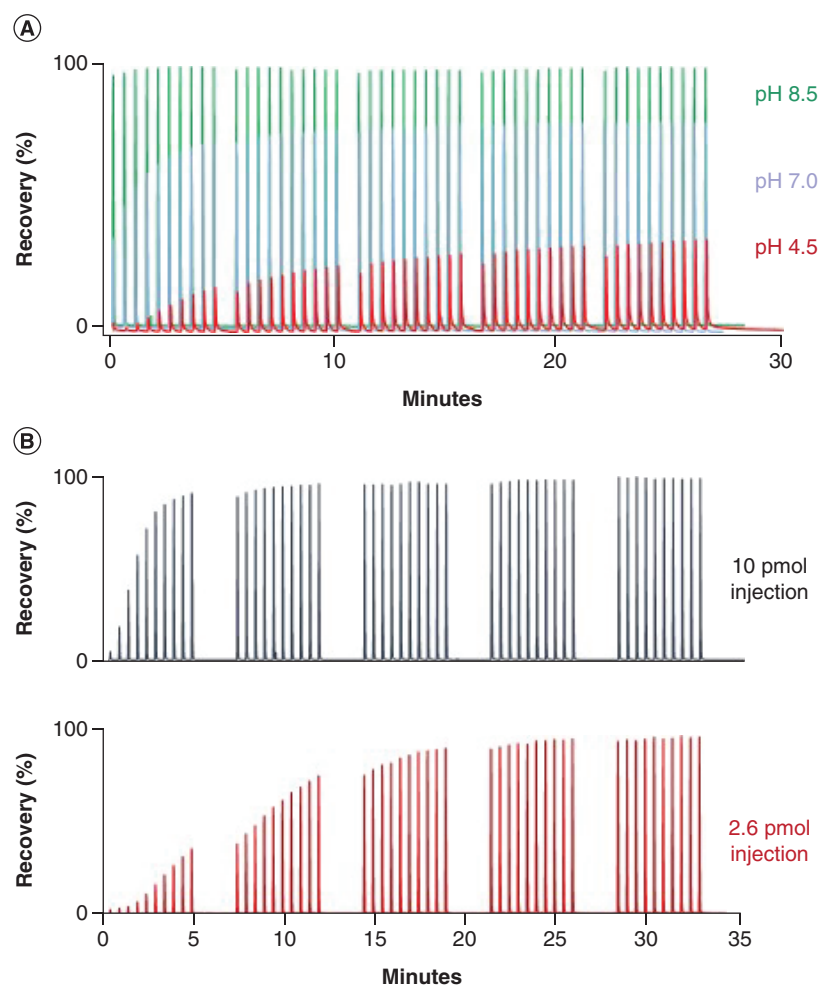 A
100
Recovery (%)
0
pH 8.5
pH 7.0
pH 4.5
0 10 20 30
Minutes
B
100
Recovery (%)
0
10 pmol
injection
100
Recovery (%)
0
2.6 pmol
injection
0 5 10 15 20 25 30 35
Minutes